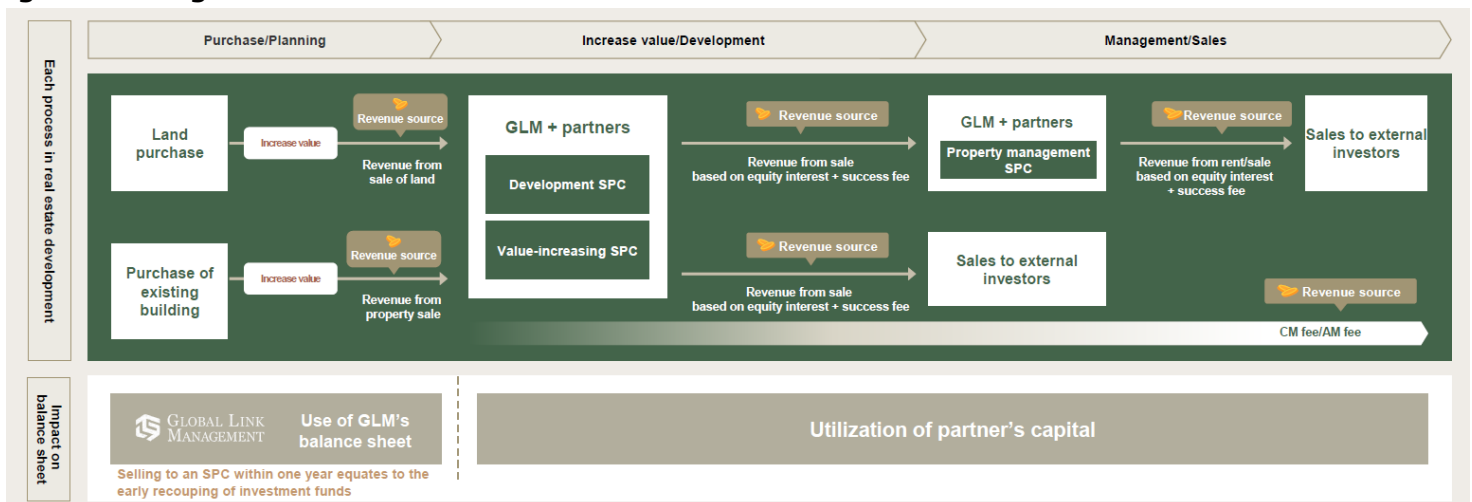 Purchase/Planning
Increase value/Development
Management/Sales
Each process in real estate development
Land
purchase
Increase value
Revenue source
Revenue from
sale of land
GLM + partners
Development SPC
Value-increasing SPC
Revenue source
Revenue from sale
based on equity interest + success fee
GLM + partners
Property management
SPC
Revenue source
Revenue from rent/sale
based on equity interest
+ success fee
Sales to external
investors
Purchase of
existing
building
Increase value
Revenue source
Revenue from
property sale
Revenue source
Revenue from sale
based on equity interest + success fee
Sales to external
investors
Revenue source
CM fee/AM fee
Impact on
balance sheet
GLOBAL LINK
MANAGEMENT
Use of GLM's
balance sheet
Utilization of partner's capital
Selling to an SPC within one year equates to the
early recouping of investment funds